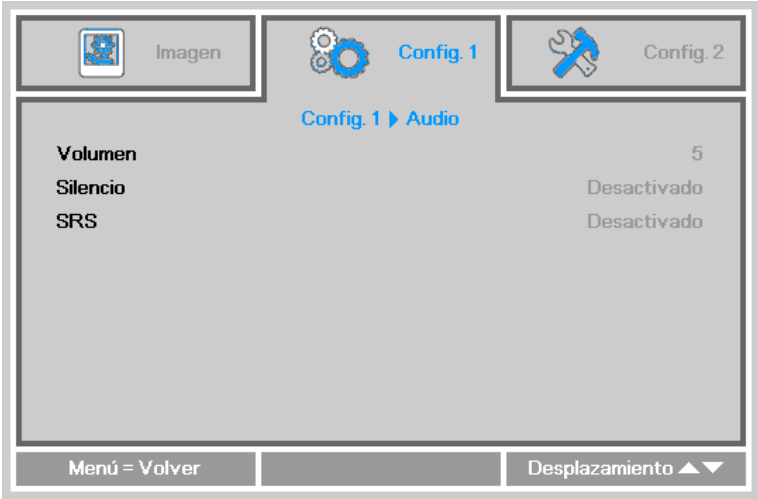 Imagen Config. 1 Config. 2
Config. 1 ▶ Audio
Volumen 5
Silencio Desactivado
SRS Desactivado
Menú = Volver Desplazamiento ▲▼